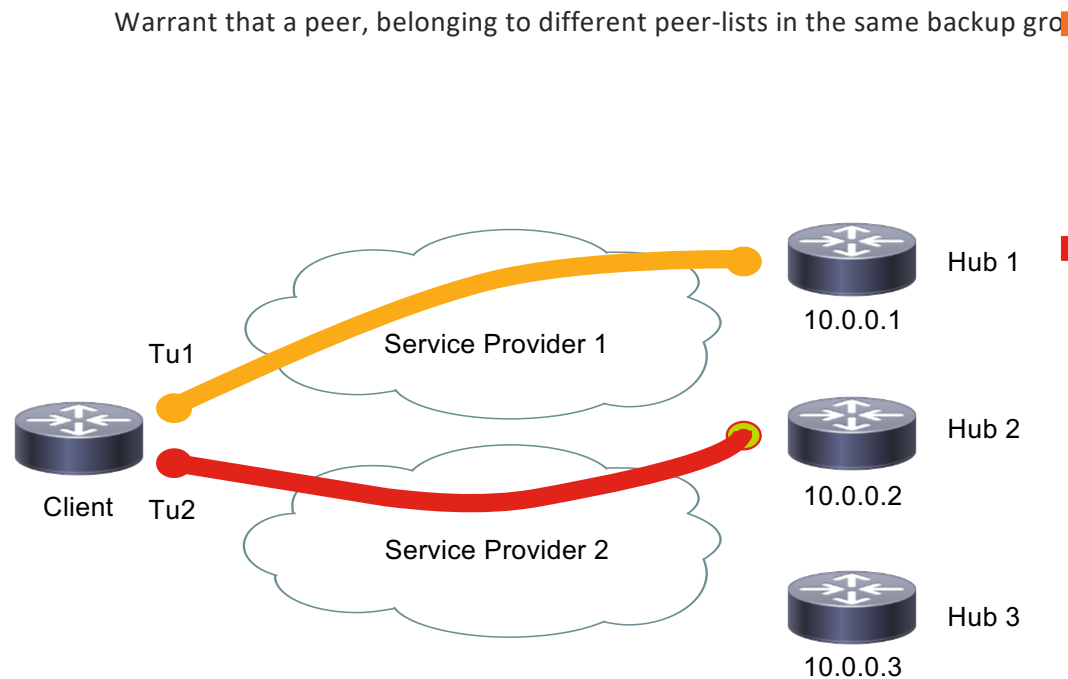 Warrant that a peer, belonging to different peer-lists in the same backup
Hub 1
10.0.0.1
Service Provider 1
Tu1
Hub 2
10.0.0.2
Client
Tu2
Service Provider 2
Hub 3
10.0.0.3